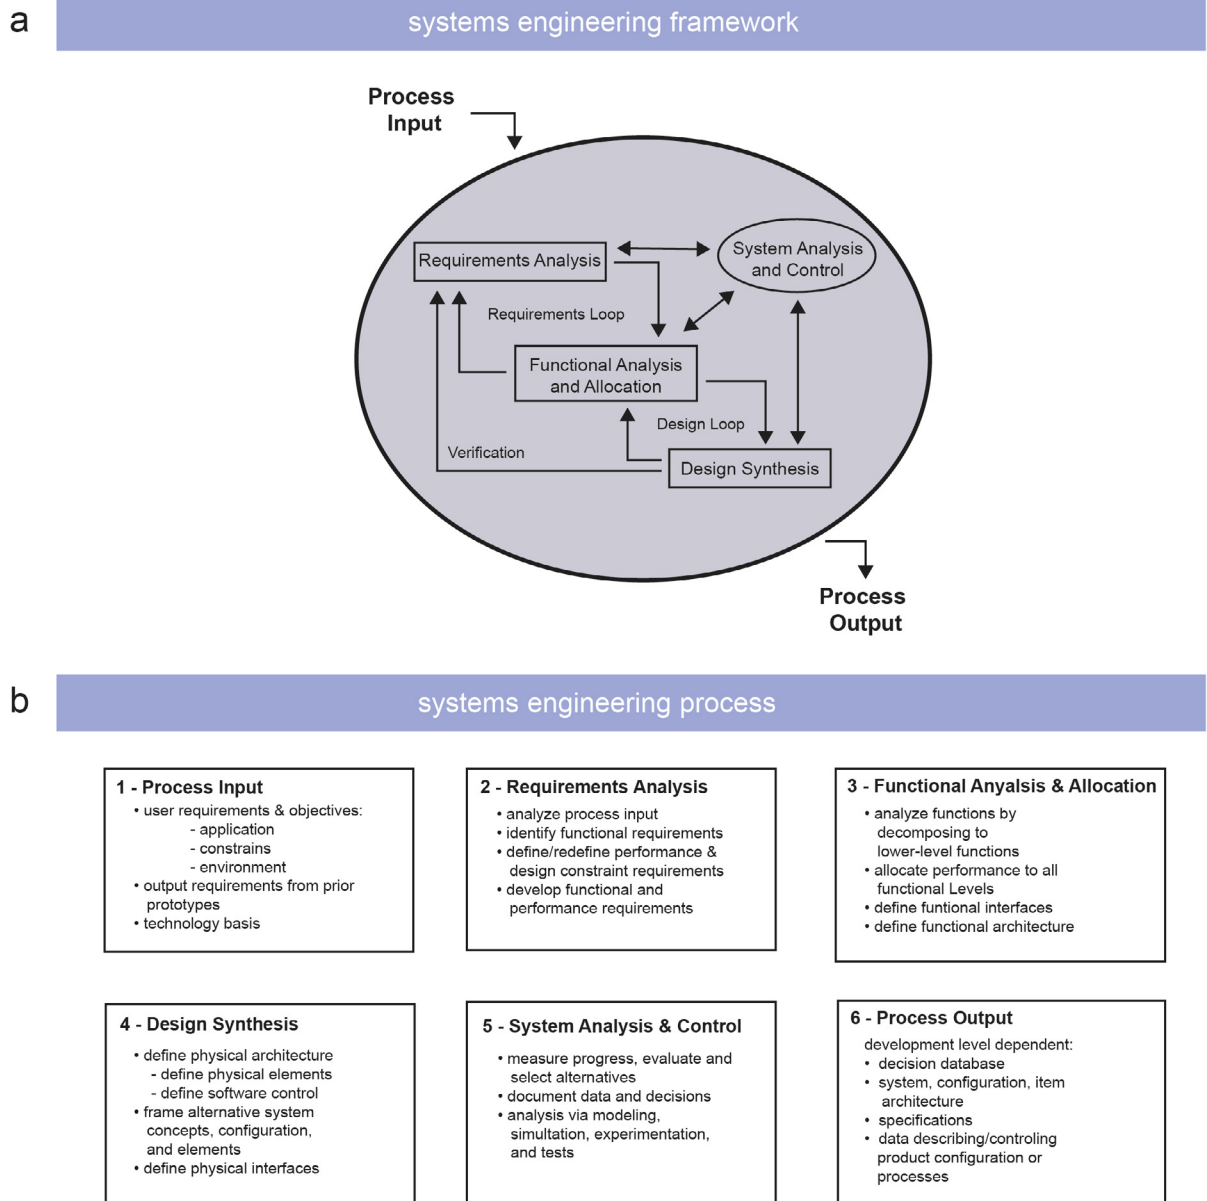 a
systems engineering framework
Process
Input
Requirements Analysis
System Analysis
and Control
Requirements Loop
Functional Analysis
and Allocation
Design Loop
Verification
Design Synthesis
Process
Output
b
systems engineering process
1 - Process Input
• user requirements & objectives:
- application
- constrains
- environment
• output requirements from prior
prototypes
• technology basis
2 - Requirements Analysis
• analyze process input
• identify functional requirements
• define/redefine performance &
design constraint requirements
• develop functional and
performance requirements
3 - Functional Anyalsis & Allocation
• analyze functions by
decomposing to
lower-level functions
• allocate performance to all
functional Levels
• define funtional interfaces
• define functional architecture
4 - Design Synthesis
• define physical architecture
- define physical elements
- define software control
• frame alternative system
concepts, configuration,
and elements
• define physical interfaces
5 - System Analysis & Control
• measure progress, evaluate and
select alternatives
• document data and decisions
• analysis via modeling,
simultation, experimentation,
and tests
6 - Process Output
development level dependent:
• decision database
• system, configuration, item
architecture
• specifications
• data describing/controling
product configuration or
processes